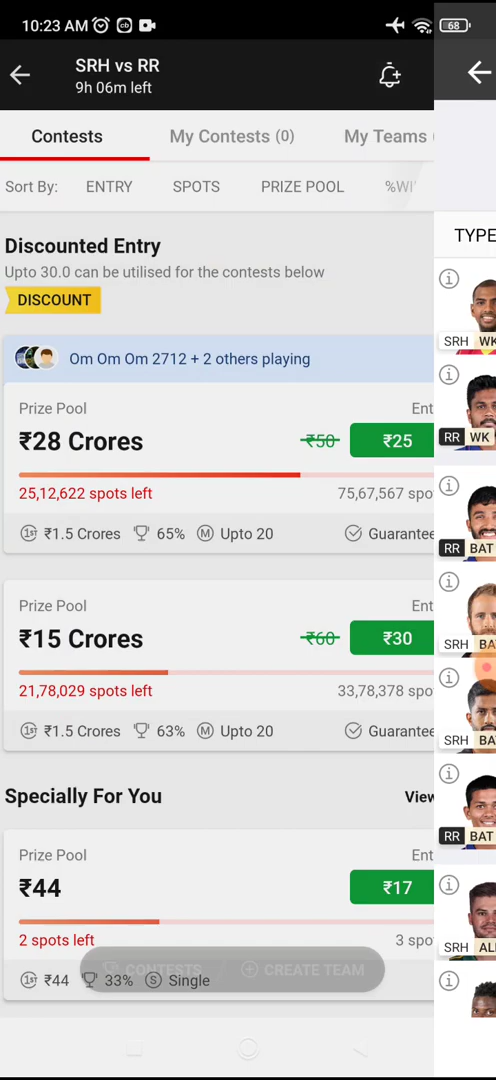 10:23 AM
68
SRH vs RR
9h 06m left
Contests My Contests (0) My Teams (
Sort By: ENTRY SPOTS PRIZE POOL %WI
TYPE
Discounted Entry
Upto 30.0 can be utilised for the contests below
DISCOUNT
SRH WK
Om Om Om 2712 + 2 others playing
Prize Pool Ent
₹28 Crores ₹50 ₹25
RR WK
25,12,622 spots left 75,67,567 spo
1st ₹1.5 Crores 65% M Upto 20 Guarantee
RR BAT
Prize Pool Ent
₹15 Crores ₹60 ₹30
SRH BA
21,78,029 spots left 33,78,378 spo
1st ₹1.5 Crores 63% M Upto 20 Guarantee
SRH BA
Specially For You View
RR BAT
Prize Pool Ent
₹44 ₹17
2 spots left 3 spo
SRH ALL
CONTESTS CREATE TEAM
1st ₹44 33% S Single